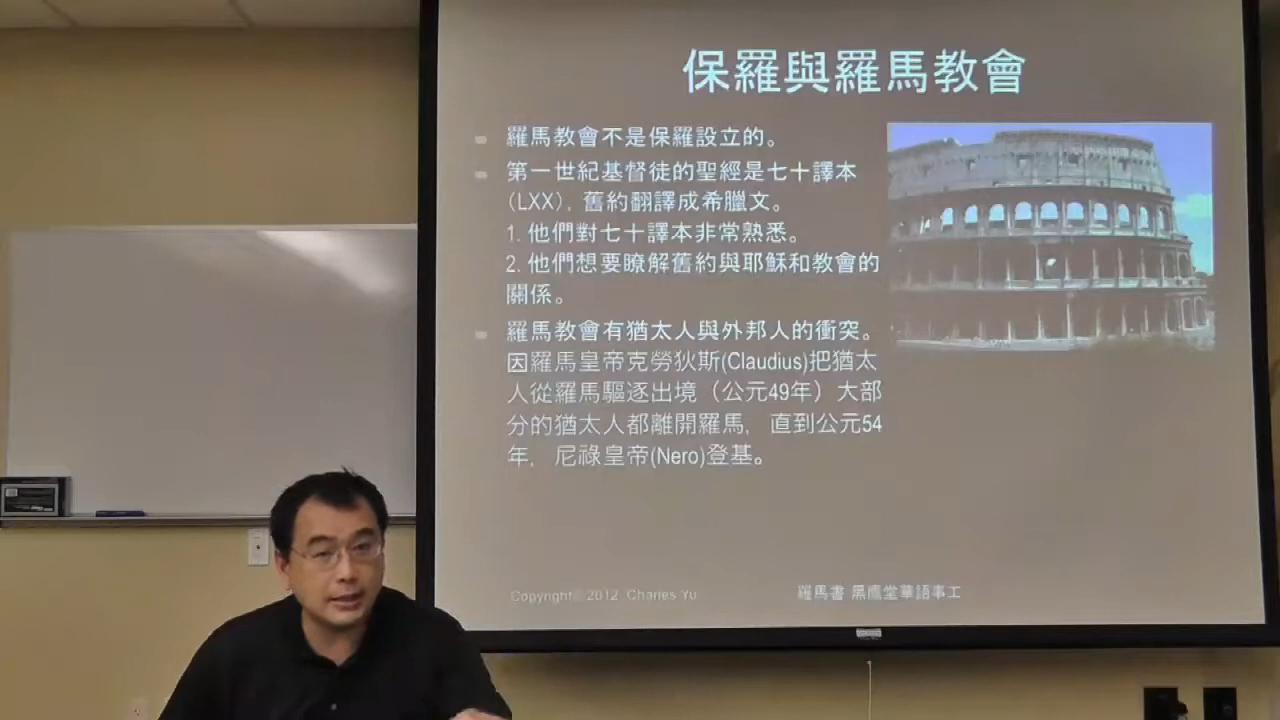 保羅與羅馬教會
羅馬教會不是保羅設立的。
第一世紀基督徒的聖經是七十譯本
(LXX), 舊約翻譯成希臘文。
1. 他們對七十譯本非常熟悉。
2. 他們想要瞭解舊約與耶穌和教會的
關係。
羅馬教會有猶太人與外邦人的衝突。
因羅馬皇帝克勞狄斯(Claudius)把猶太
人從羅馬驅逐出境（公元49年）大部
分的猶太人都離開羅馬, 直到公元54
年, 尼祿皇帝(Nero)登基。
Copyright© 2012 Charles Yu
羅馬書 黑鷹堂華語事工